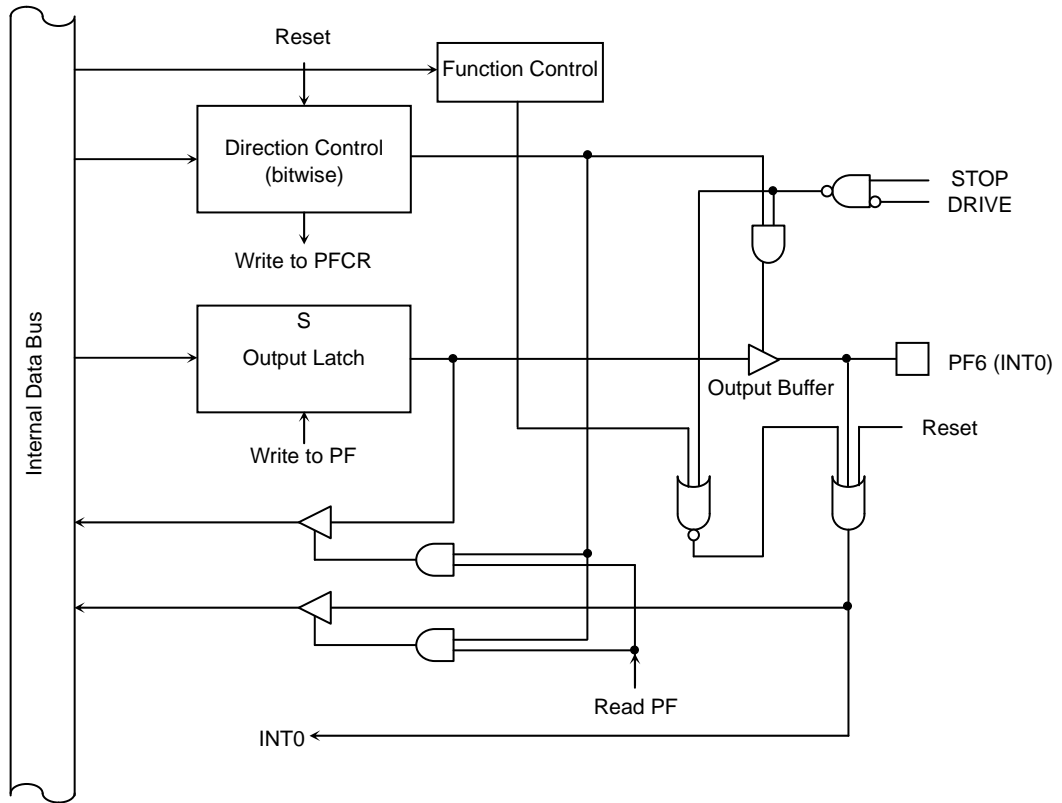 Reset
Function Control
Direction Control
(bitwise)
STOP
DRIVE
Write to PFCR
S
Output Latch
Output Buffer
PF6 (INT0)
Internal Data Bus
Reset
Write to PF
Read PF
INT0